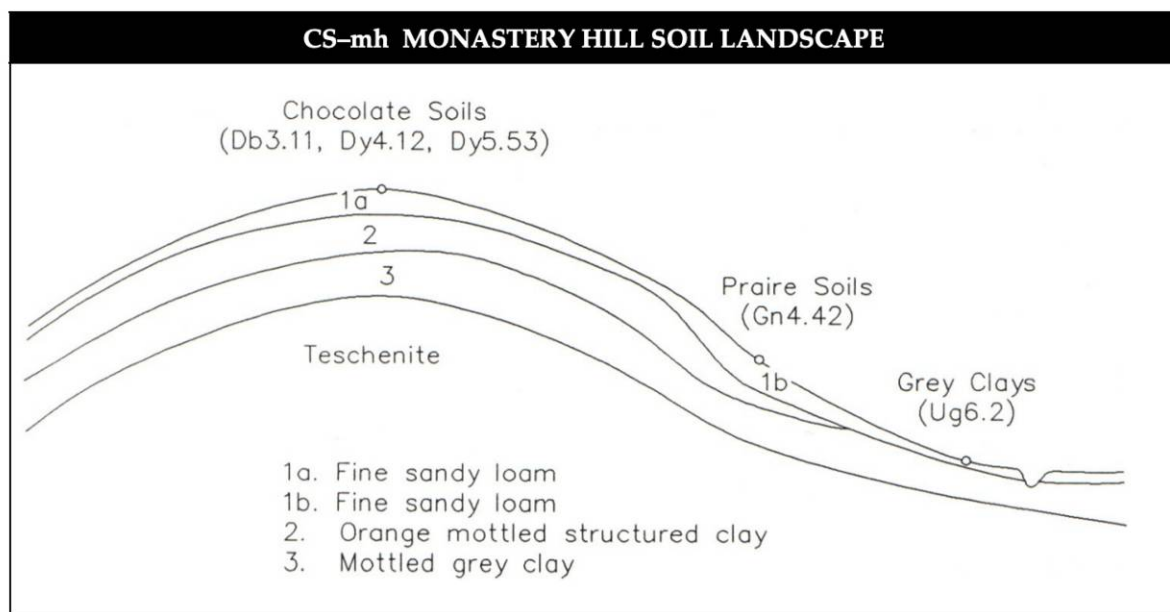 CS–mh MONASTERY HILL SOIL LANDSCAPE
Chocolate Soils
(Db3.11, Dy4.12, Dy5.53)
1a
2
3
Praire Soils
(Gn4.42)
Teschenite
1b
Grey Clays
(Ug6.2)
1a. Fine sandy loam
1b. Fine sandy loam
2. Orange mottled structured clay
3. Mottled grey clay